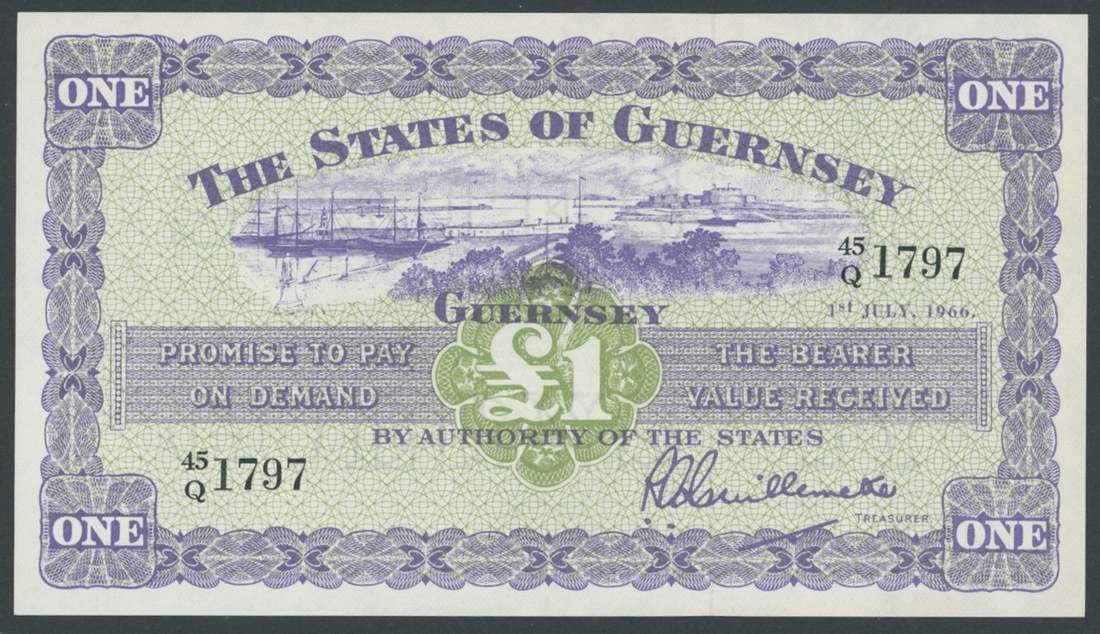 ONE ONE
THE STATES OF GUERNSEY
45/Q 1797
GUERNSEY
1st JULY, 1966.
PROMISE TO PAY
ON DEMAND
£1
THE BEARER
VALUE RECEIVED
BY AUTHORITY OF THE STATES
45/Q 1797
TREASURER
ONE ONE